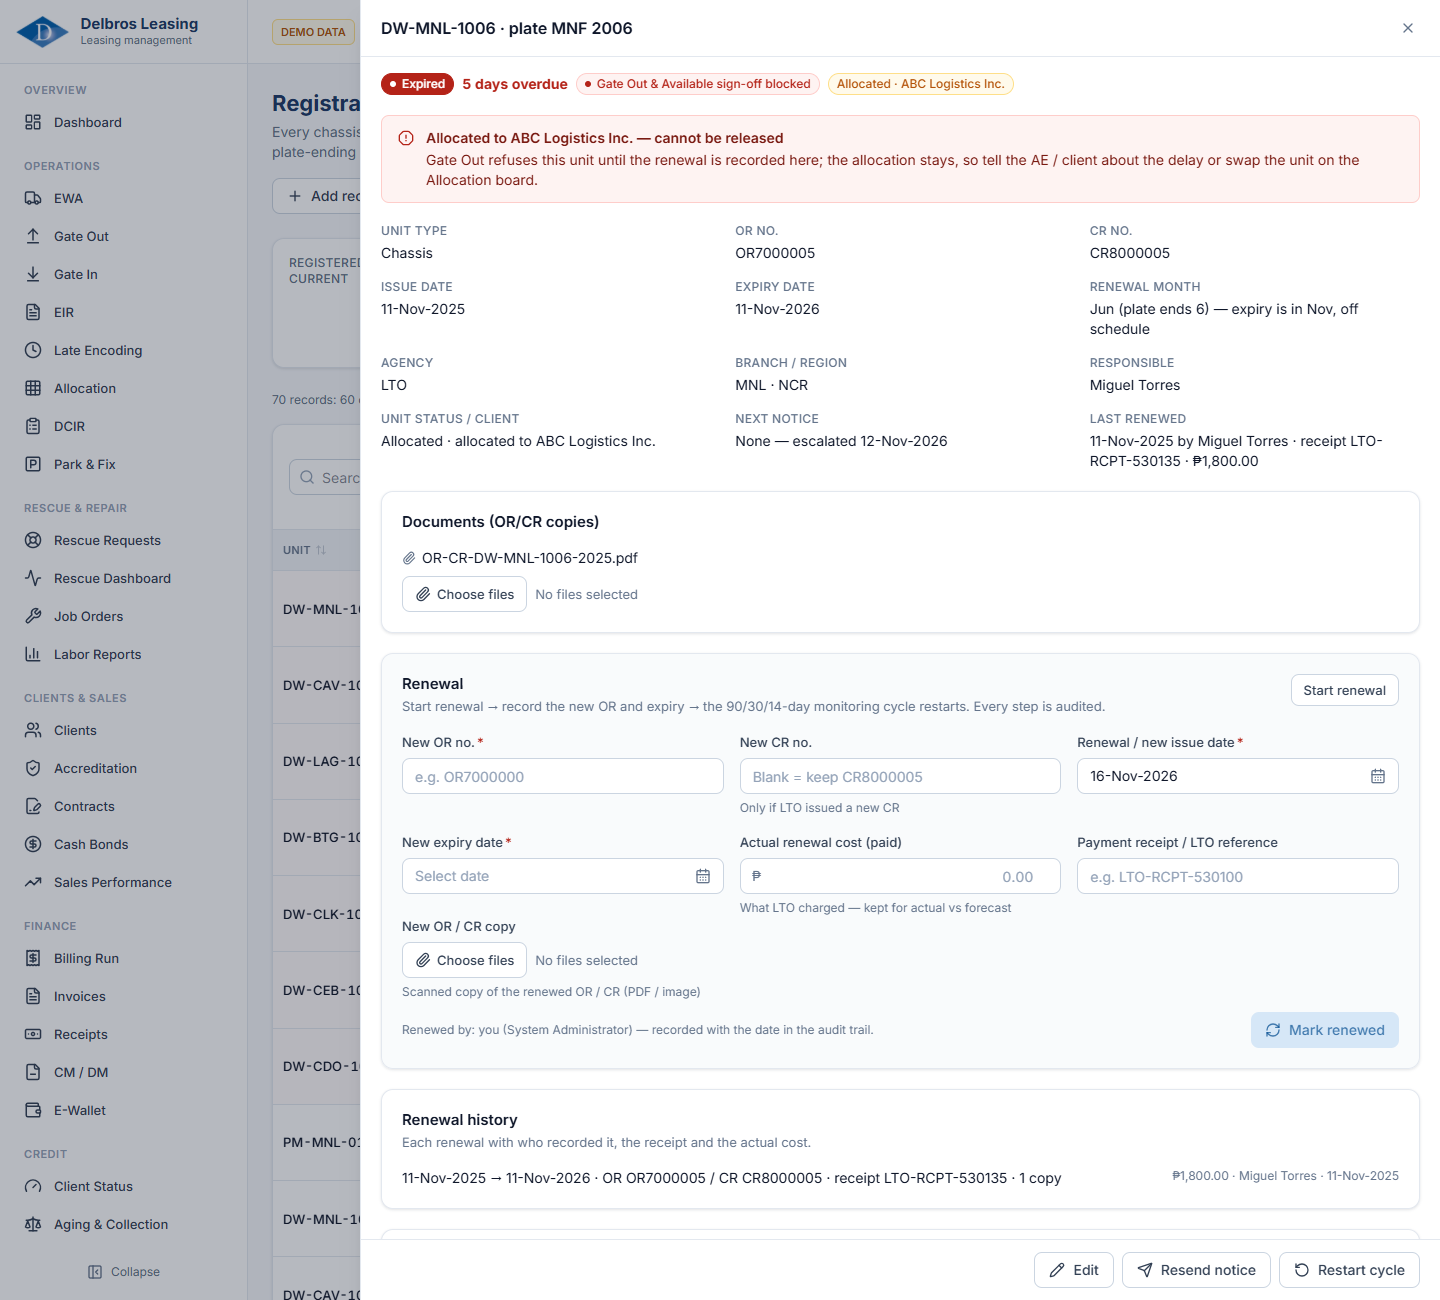 Delbros Leasing
Leasing management
OVERVIEW
Dashboard
OPERATIONS
EWA
Gate Out
Gate In
EIR
Late Encoding
Allocation
DCIR
Park & Fix
RESCUE & REPAIR
Rescue Requests
Rescue Dashboard
Job Orders
Labor Reports
CLIENTS & SALES
Clients
Accreditation
Contracts
Cash Bonds
Sales Performance
FINANCE
Billing Run
Invoices
Receipts
CM / DM
E-Wallet
CREDIT
Client Status
Aging & Collection
Collapse
DEMO DATA
Registra
Every chassis
plate-ending
Add rec
REGISTERED
CURRENT
70 records: 60
Searc
UNIT
DW-MNL-10
DW-CAV-10
DW-LAG-10
DW-BTG-10
DW-CLK-10
DW-CEB-10
DW-CDO-1
PM-MNL-01
DW-MNL-10
DW-CAV-10
DW-MNL-1006 · plate MNF 2006
Expired
5 days overdue
Gate Out & Available sign-off blocked
Allocated · ABC Logistics Inc.
Allocated to ABC Logistics Inc. — cannot be released
Gate Out refuses this unit until the renewal is recorded here; the allocation stays, so tell the AE / client about the delay or swap the unit on the
Allocation board.
UNIT TYPE
Chassis
OR NO.
OR7000005
CR NO.
CR8000005
ISSUE DATE
11-Nov-2025
EXPIRY DATE
11-Nov-2026
RENEWAL MONTH
Jun (plate ends 6) — expiry is in Nov, off
schedule
AGENCY
LTO
BRANCH / REGION
MNL · NCR
RESPONSIBLE
Miguel Torres
UNIT STATUS / CLIENT
Allocated · allocated to ABC Logistics Inc.
NEXT NOTICE
None — escalated 12-Nov-2026
LAST RENEWED
11-Nov-2025 by Miguel Torres · receipt LTO-
RCPT-530135 · ₱1,800.00
Documents (OR/CR copies)
OR-CR-DW-MNL-1006-2025.pdf
Choose files
No files selected
Renewal
Start renewal → record the new OR and expiry → the 90/30/14-day monitoring cycle restarts. Every step is audited.
Start renewal
New OR no. *
e.g. OR7000000
New CR no.
Blank = keep CR8000005
Only if LTO issued a new CR
Renewal / new issue date *
16-Nov-2026
New expiry date *
Select date
Actual renewal cost (paid)
₱ 0.00
What LTO charged — kept for actual vs forecast
Payment receipt / LTO reference
e.g. LTO-RCPT-530100
New OR / CR copy
Choose files
No files selected
Scanned copy of the renewed OR / CR (PDF / image)
Renewed by: you (System Administrator) — recorded with the date in the audit trail.
Mark renewed
Renewal history
Each renewal with who recorded it, the receipt and the actual cost.
11-Nov-2025 → 11-Nov-2026 · OR OR7000005 / CR CR8000005 · receipt LTO-RCPT-530135 · 1 copy
₱1,800.00 · Miguel Torres · 11-Nov-2025
Edit
Resend notice
Restart cycle